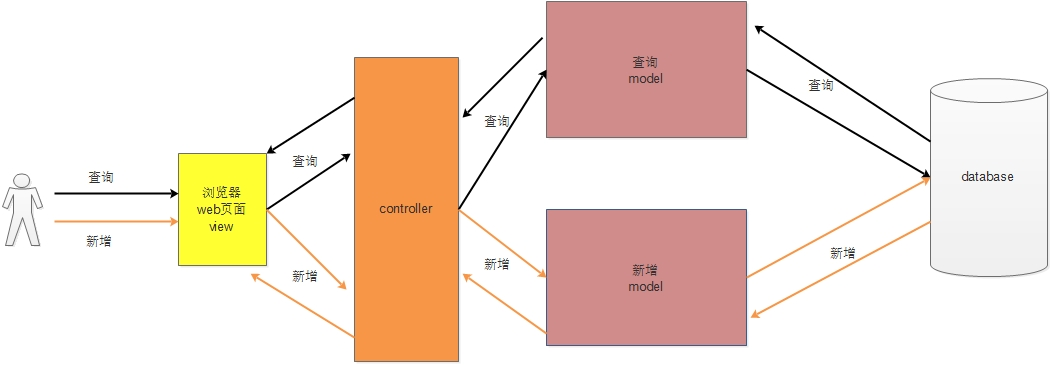 查询
新增
浏览器
web页面
view
查询
新增
controller
查询
新增
查询
model
新增
model
查询
新增
database